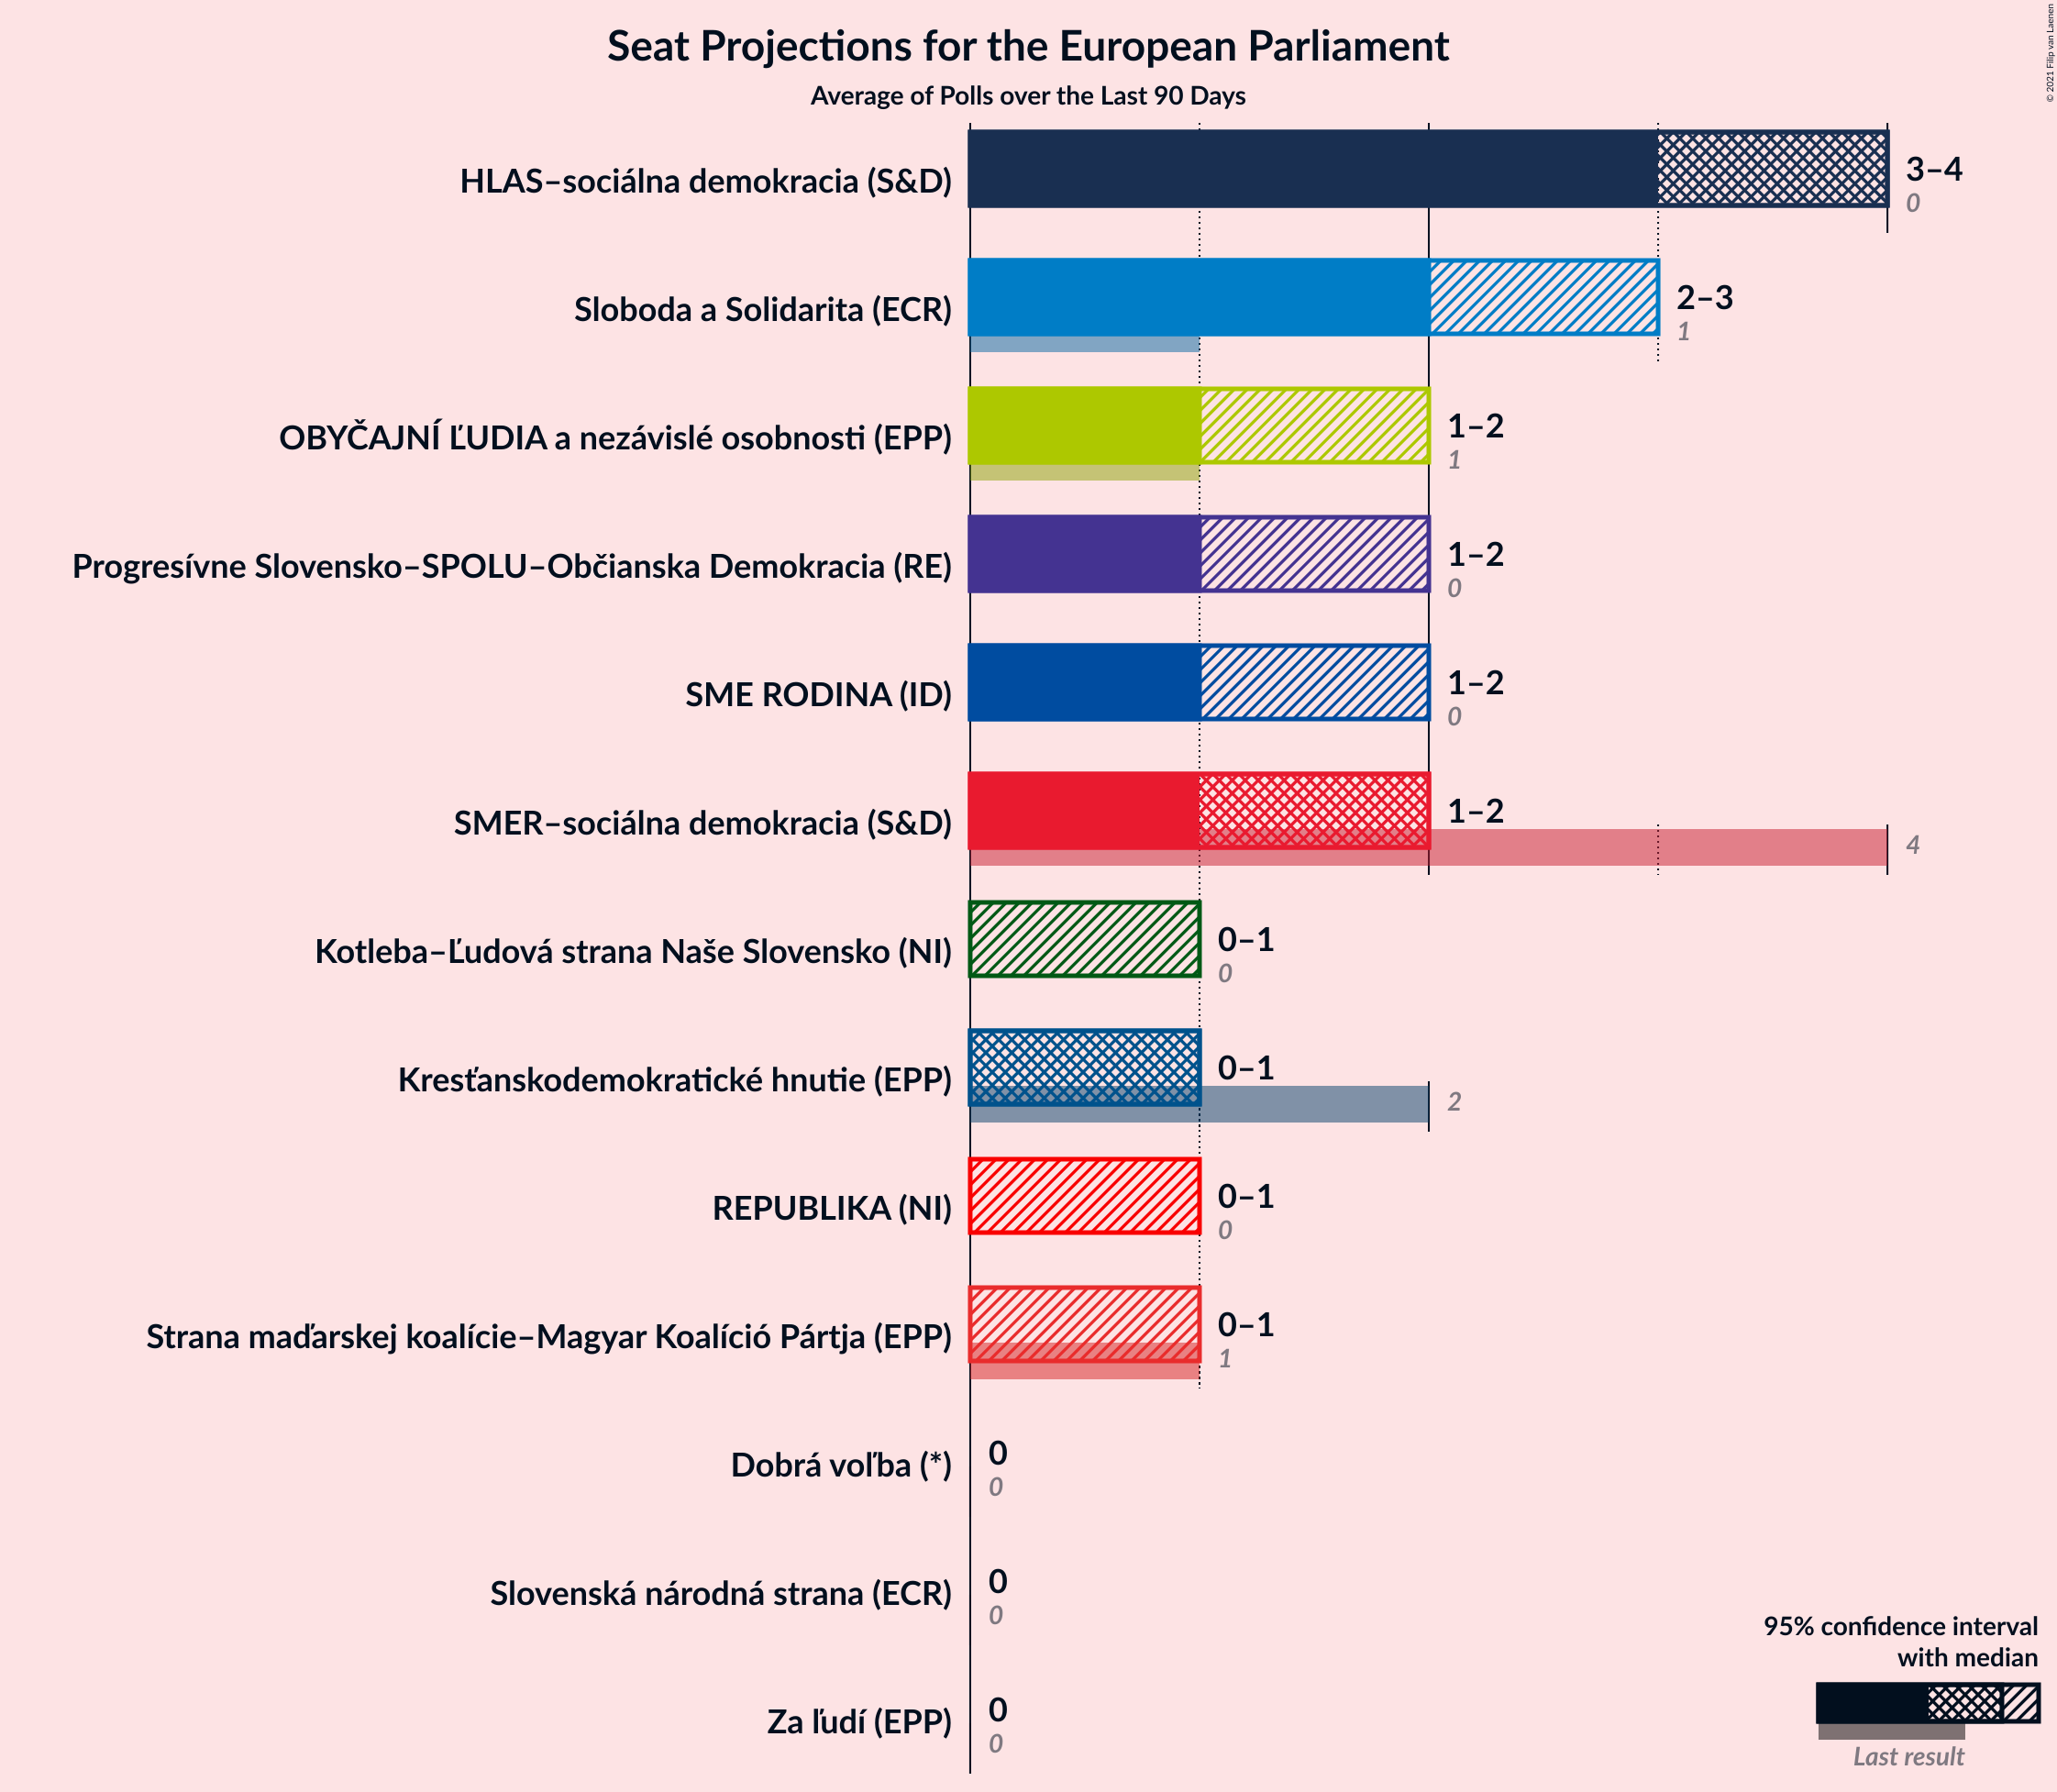 Seat Projections for the European Parliament
Average of Polls over the Last 90 Days
© 2021 Filip van Laenen
HLAS–sociálna demokracia (S&D)
3–4
0
Sloboda a Solidarita (ECR)
2–3
1
OBYČAJNÍ ĽUDIA a nezávislé osobnosti (EPP)
1–2
1
Progresívne Slovensko–SPOLU–Občianska Demokracia (RE)
1–2
0
SME RODINA (ID)
1–2
0
SMER–sociálna demokracia (S&D)
1–2
4
Kotleba–Ľudová strana Naše Slovensko (NI)
0–1
0
Kresťanskodemokratické hnutie (EPP)
0–1
2
REPUBLIKA (NI)
0–1
0
Strana maďarskej koalície–Magyar Koalíció Pártja (EPP)
0–1
1
Dobrá voľba (*)
0
0
Slovenská národná strana (ECR)
0
0
Za ľudí (EPP)
0
0
95% confidence interval
with median
Last result